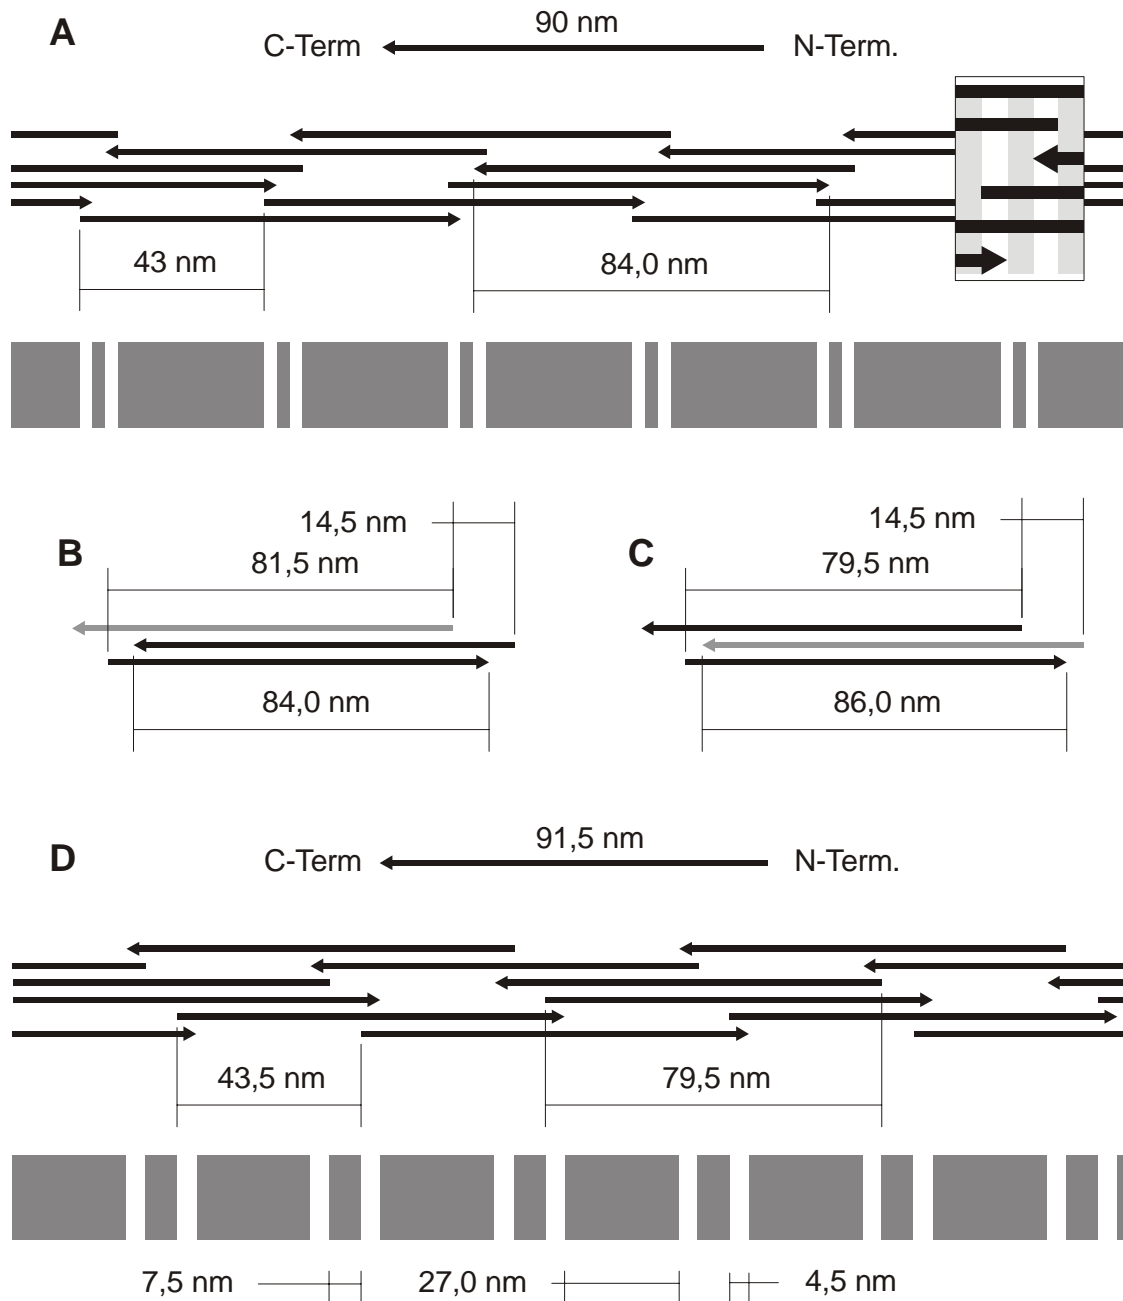 A
90 nm
C-Term
N-Term.
43 nm
84,0 nm
14,5 nm
14,5 nm
B
81,5 nm
C
79,5 nm
84,0 nm
86,0 nm
D
91,5 nm
C-Term
N-Term.
43,5 nm
79,5 nm
7,5 nm
27,0 nm
4,5 nm